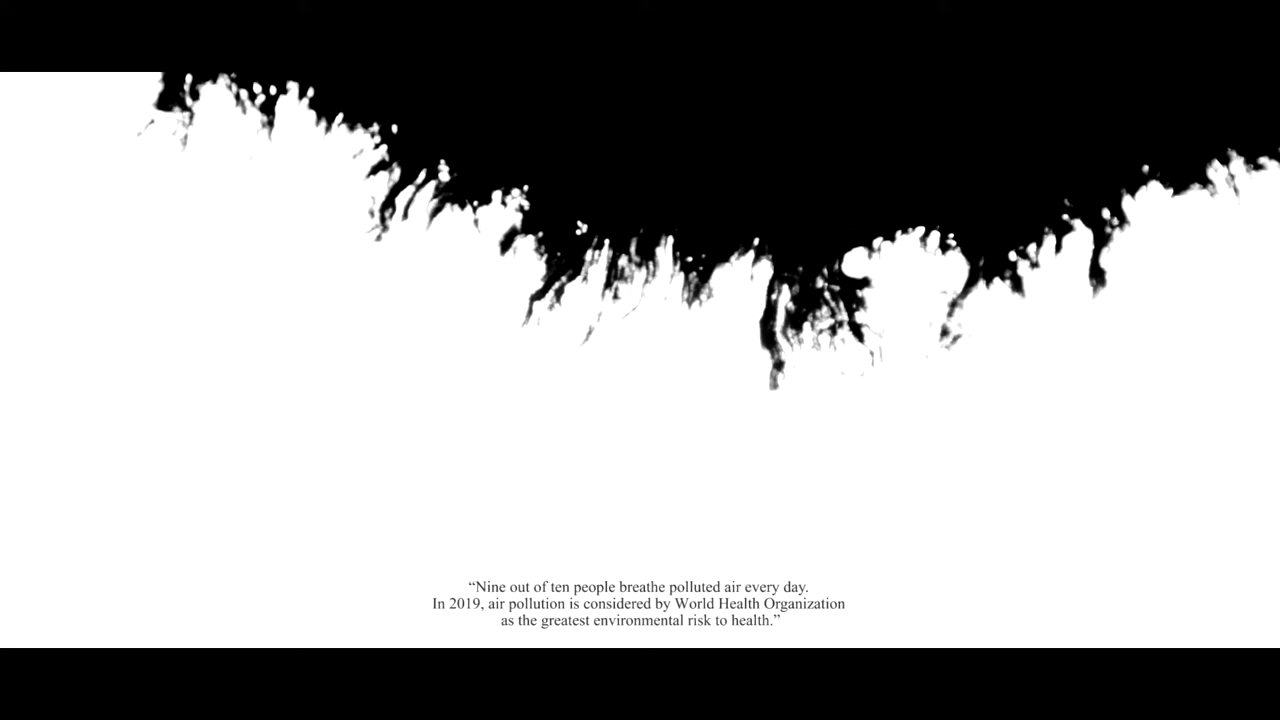 “Nine out of ten people breathe polluted air every day.
In 2019, air pollution is considered by World Health Organization
as the greatest environmental risk to health.”